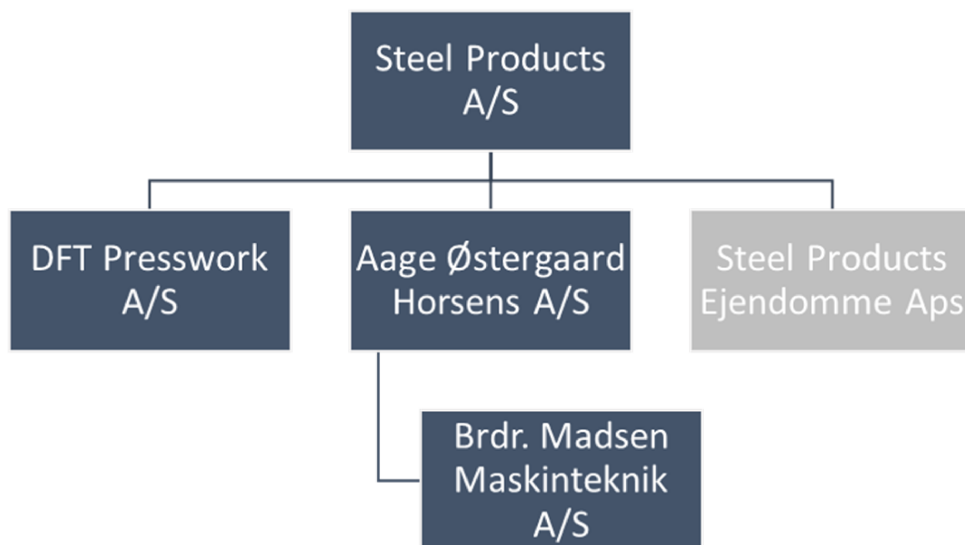 Steel Products
A/S
DFT Presswork
A/S
Aage Østergaard
Horsens A/S
Steel Products
Ejendomme Aps
Brdr. Madsen
Maskinteknik
A/S